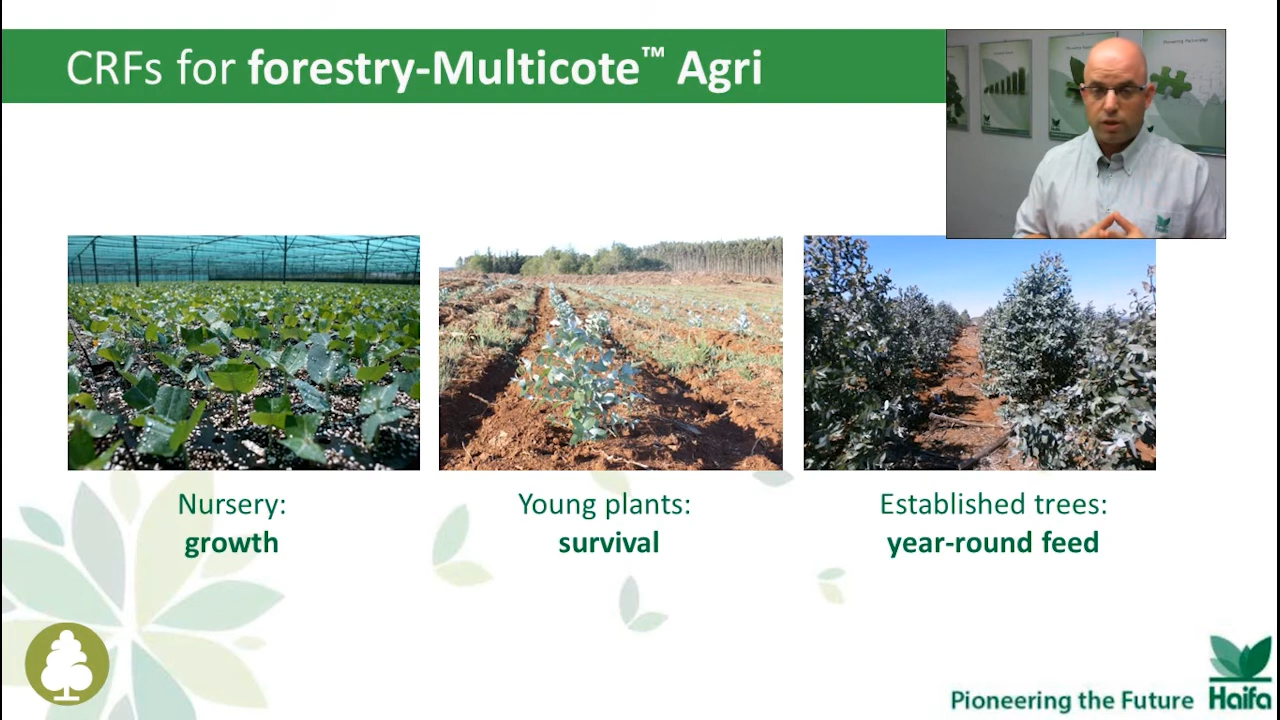 CRFs for forestry-Multicote™ Agri
Nursery:
growth
Young plants:
survival
Established trees:
year-round feed
Pioneering the Future
Haifa